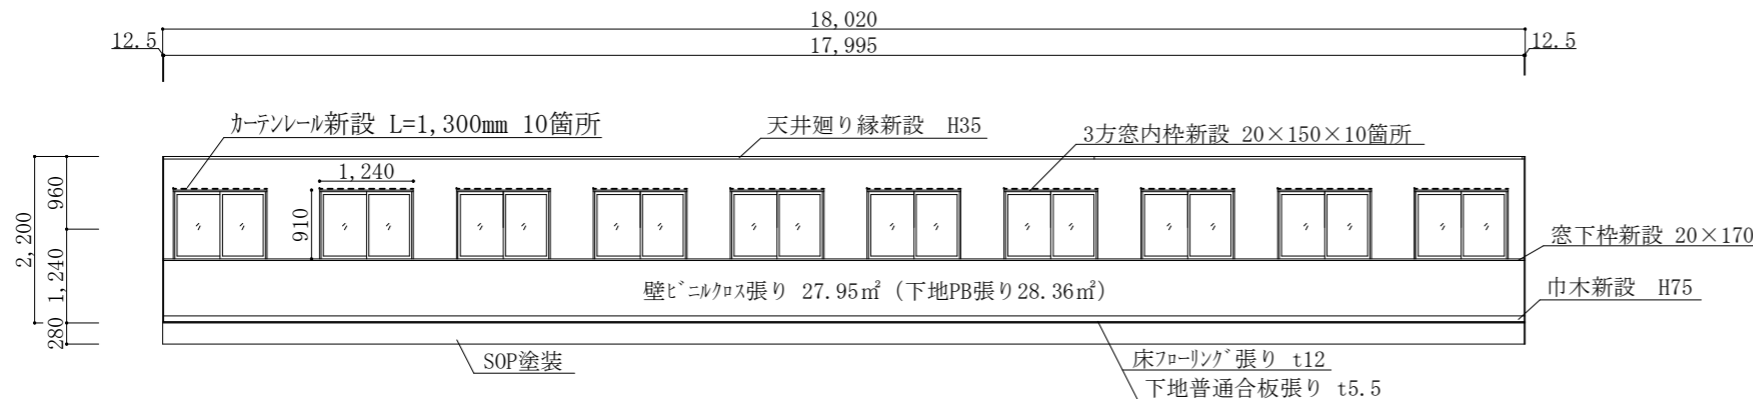 18,020
12.5
17,995
12.5
ｶｰﾃﾝﾚｰﾙ新設 L=1,300mm 10箇所
天井廻り縁新設 H35
3方窓内枠新設 20×150×10箇所
1,240
960
910
2,200
窓下枠新設 20×170
1,240
壁ﾋﾞﾆﾙｸﾛｽ張り 27.95㎡ (下地PB張り28.36㎡)
巾木新設 H75
280
SOP塗装
床ﾌﾛｰﾘﾝｸﾞ張り t12
下地普通合板張り t5.5